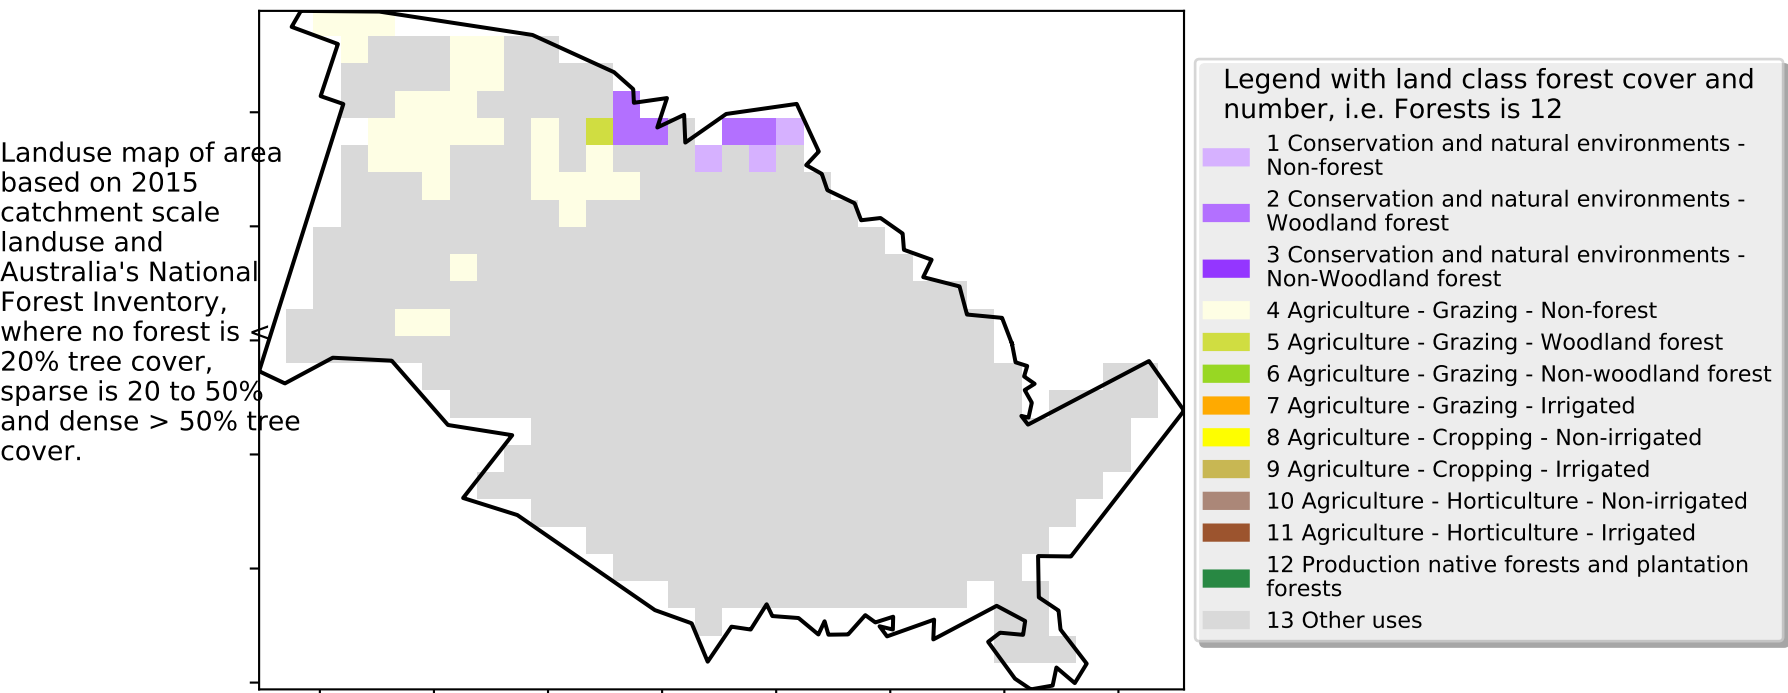 Landuse map of area
based on 2015
catchment scale
landuse and
Australia's National
Forest Inventory,
where no forest is <
20% tree cover,
sparse is 20 to 50%
and dense > 50% tree
cover.
Legend with land class forest cover and
number, i.e. Forests is 12
1 Conservation and natural environments -
Non-forest
2 Conservation and natural environments -
Woodland forest
3 Conservation and natural environments -
Non-Woodland forest
4 Agriculture - Grazing - Non-forest
5 Agriculture - Grazing - Woodland forest
6 Agriculture - Grazing - Non-woodland forest
7 Agriculture - Grazing - Irrigated
8 Agriculture - Cropping - Non-irrigated
9 Agriculture - Cropping - Irrigated
10 Agriculture - Horticulture - Non-irrigated
11 Agriculture - Horticulture - Irrigated
12 Production native forests and plantation
forests
13 Other uses